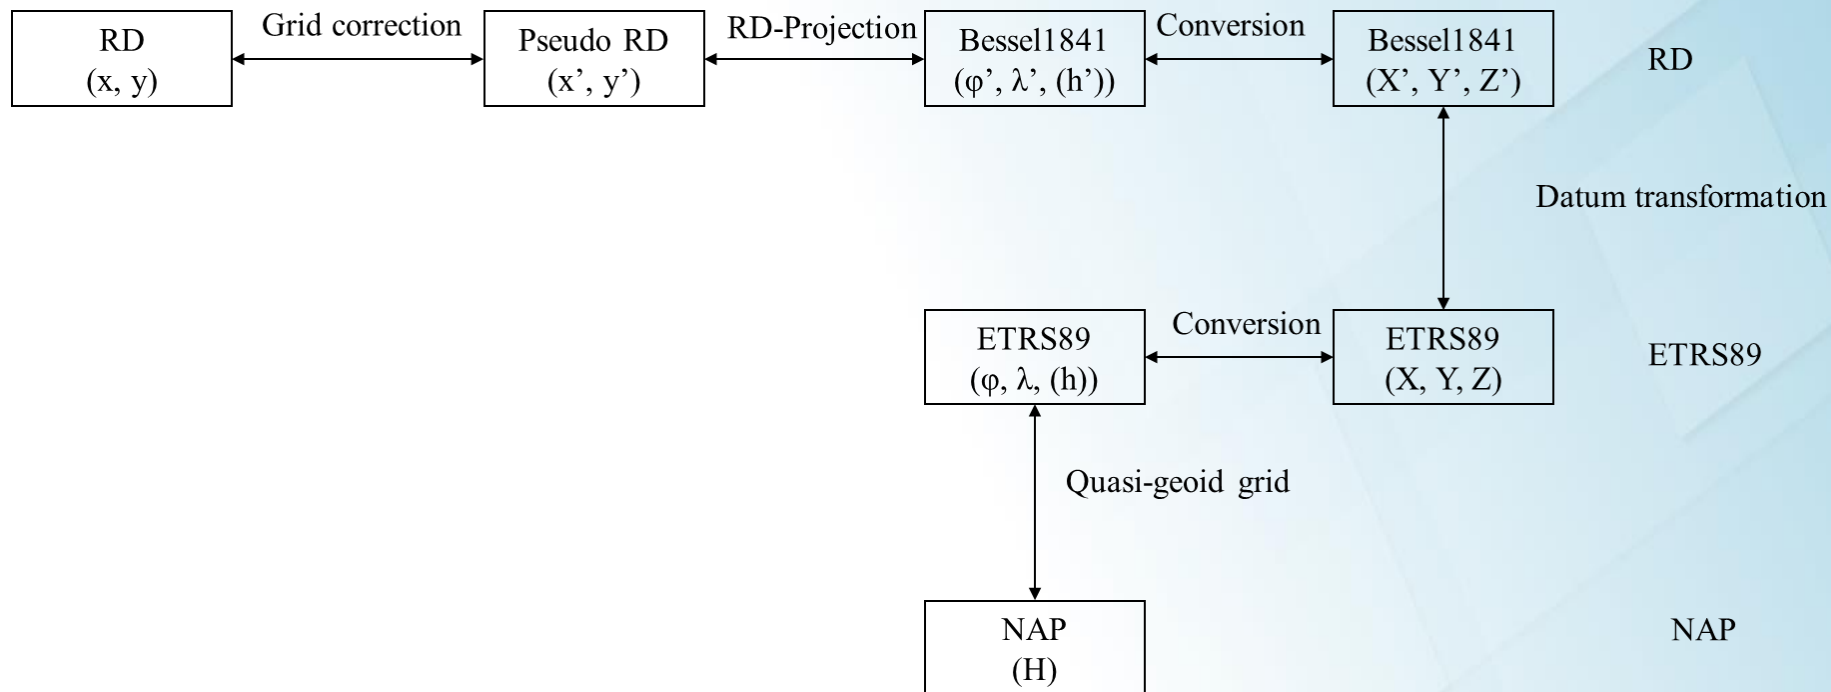 Grid correction
RD-Projection
Conversion
RD
(x, y)
Pseudo RD
(x’, y’)
Bessel1841
(φ’, λ’, (h’))
Bessel1841
(X’, Y’, Z’)
RD
Datum transformation
Conversion
ETRS89
(φ, λ, (h))
ETRS89
(X, Y, Z)
ETRS89
Quasi-geoid grid
NAP
(H)
NAP